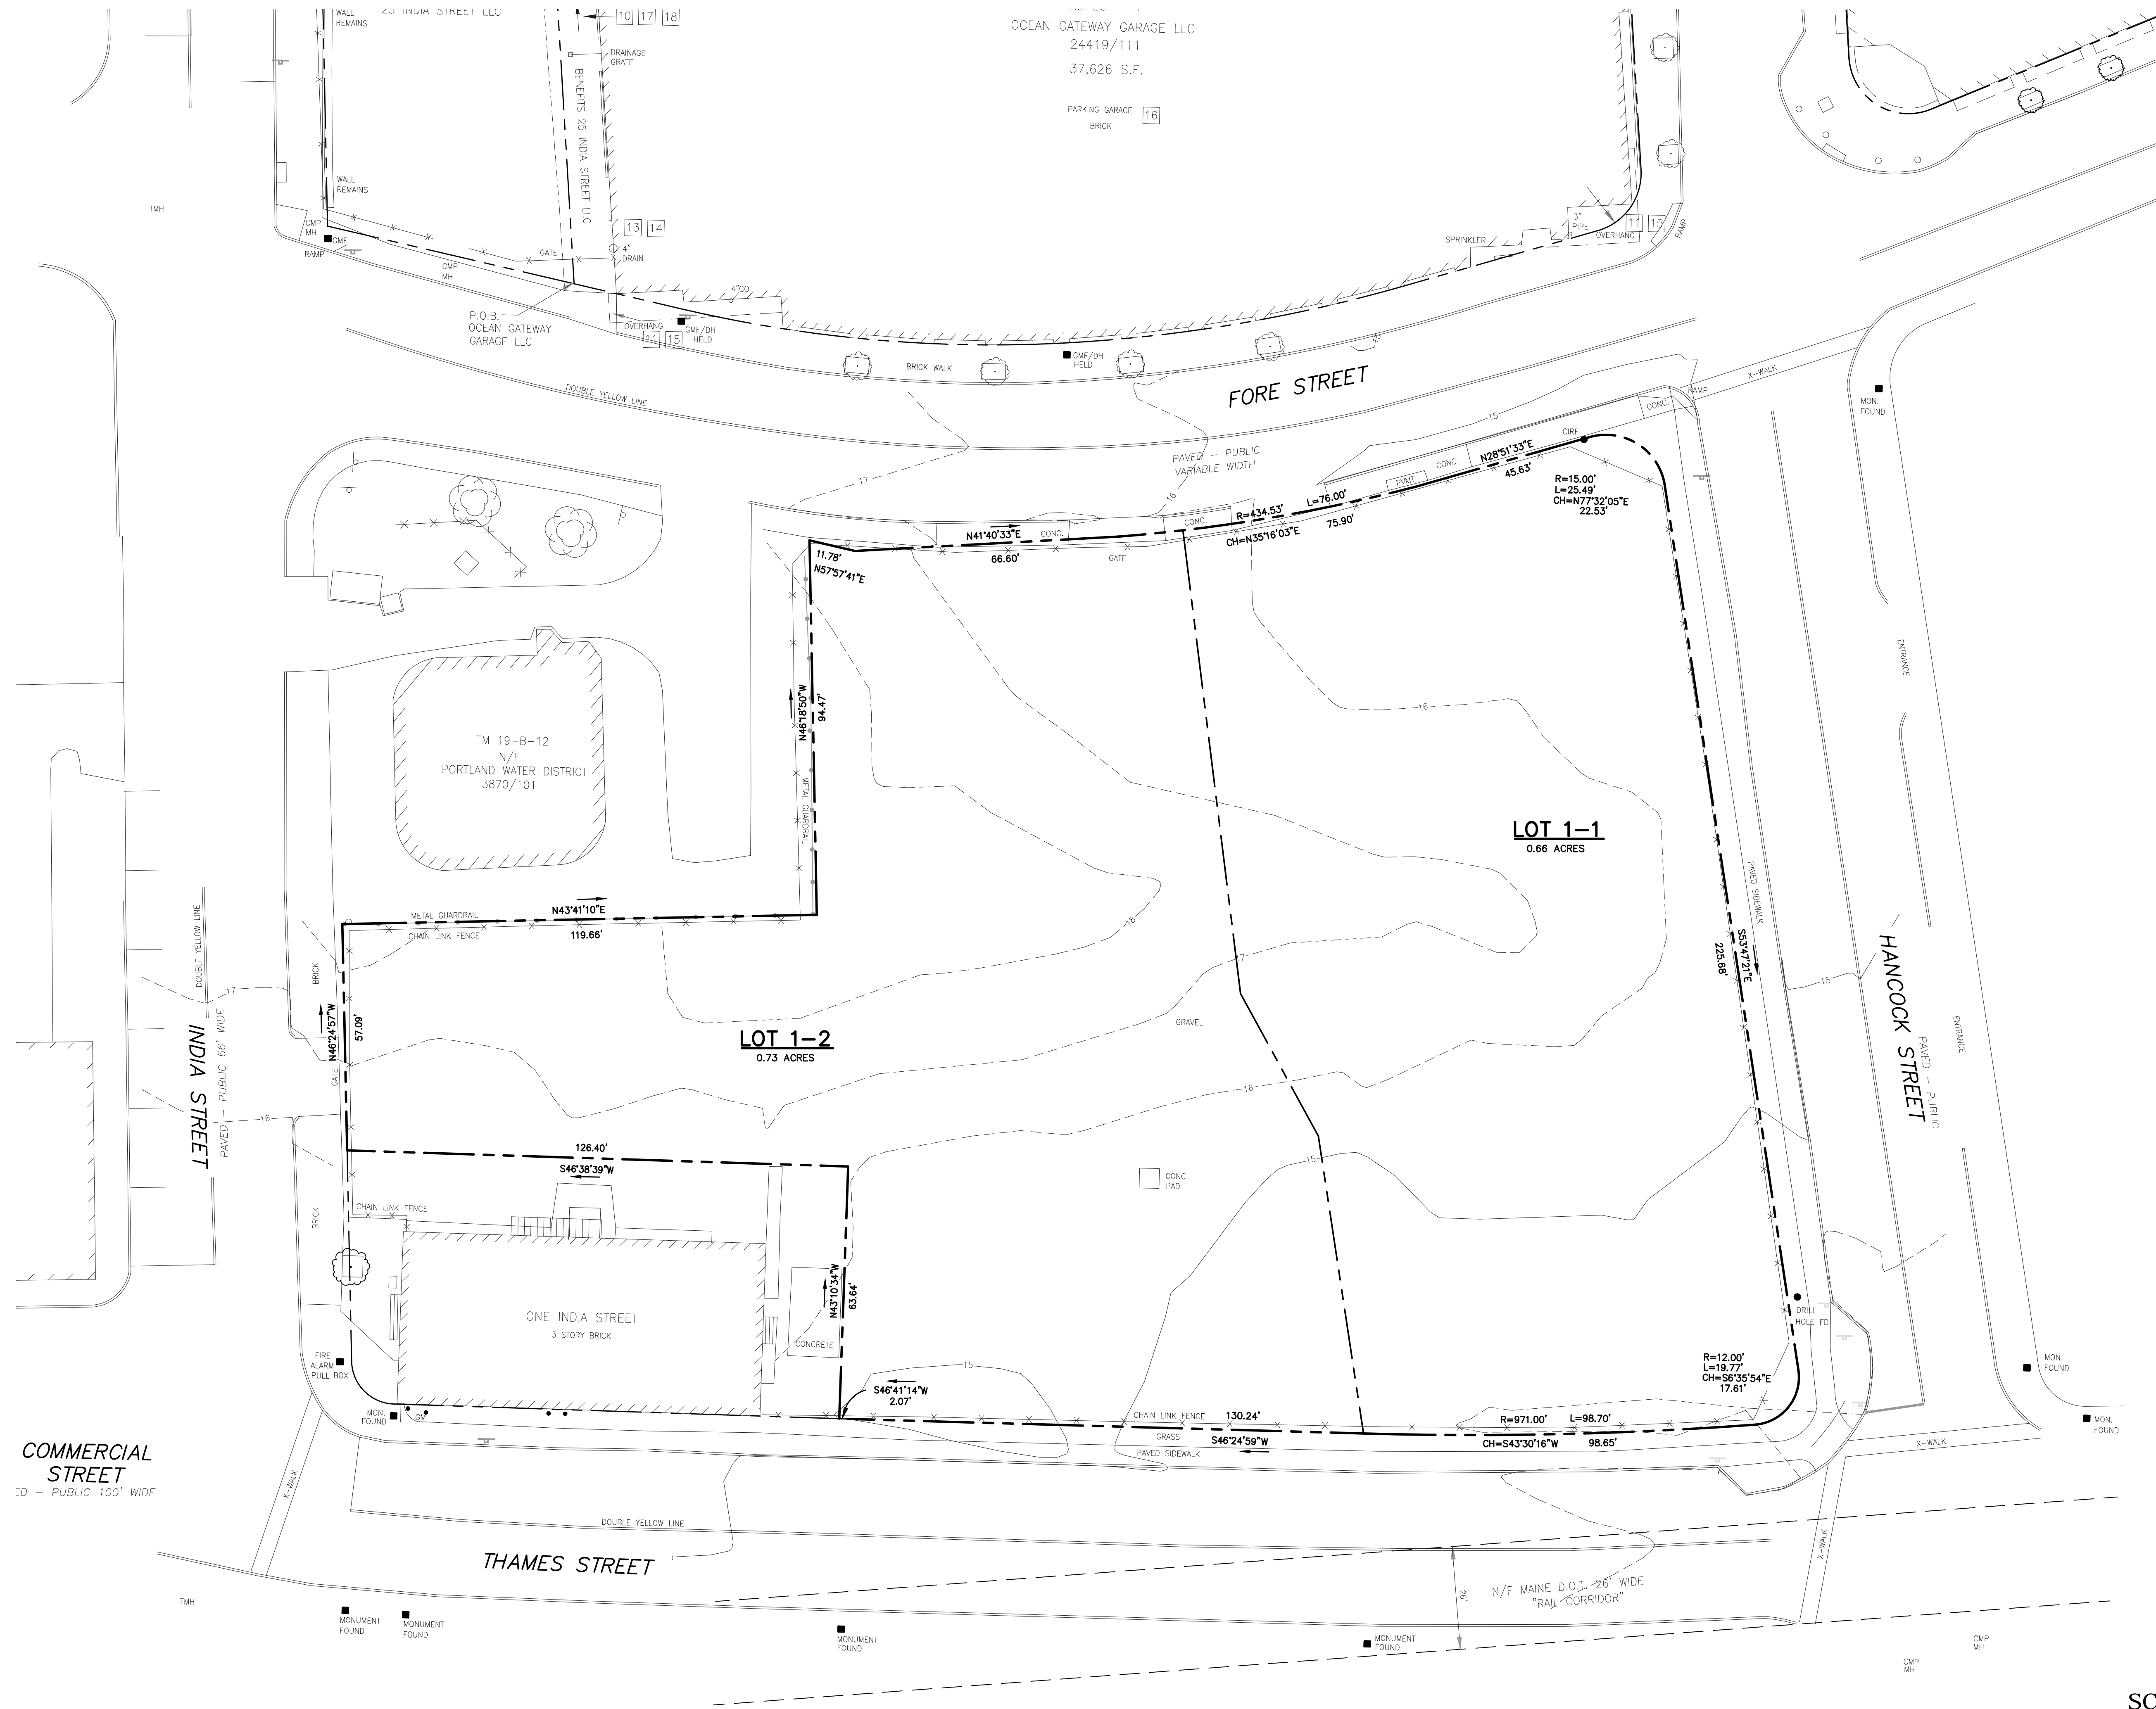 WALL
REMAINS
25 INDIA STREET LLC
10 17 18
DRAINAGE
GRATE
BENEFITS 25 INDIA STREET LLC
OCEAN GATEWAY GARAGE LLC
24419/111
37,626 S.F.
PARKING GARAGE
BRICK
16
TMH
WALL
REMAINS
CMP
MH
GMF
RAMP
CMP
MH
GATE
13 14
4"
DRAIN
3"
PIPE
11 15
OVERHANG
SPRINKLER
RAMP
P.O.B.
OCEAN GATEWAY
GARAGE LLC
4"CO
OVERHANG
11 15
GMF/DH
HELD
BRICK WALK
GMF/DH
HELD
15
FORE STREET
DOUBLE YELLOW LINE
PAVED - PUBLIC
VARIABLE WIDTH
X-WALK
RAMP
MON.
FOUND
CONC.
CIRF
15
N28°51'33"E
45.63'
CONC.
PVMT
R=15.00'
L=25.49'
CH=N77°32'05"E
22.53'
17
16
L=76.00'
R=434.53'
CONC.
CH=N35°16'03"E
75.90'
N41°40'33"E
CONC.
66.60'
GATE
11.78'
N57°57'41"E
ENTRANCE
N46°18'50"W
94.47'
METAL GUARDRAIL
16
TM 19-B-12
N/F
PORTLAND WATER DISTRICT
3870/101
LOT 1-1
0.66 ACRES
PAVED SIDEWALK
METAL GUARDRAIL
N43°41'10"E
CHAIN LINK FENCE
119.66'
18
17
S53°47'21"E
225.68'
HANCOCK STREET
PAVED - PUBLIC
15
ENTRANCE
DOUBLE YELLOW LINE
BRICK
17
INDIA STREET
PAVED - PUBLIC 66' WIDE
N46°24'57"W
57.09'
GATE
LOT 1-2
0.73 ACRES
GRAVEL
16
16
126.40'
S46°38'39"W
15
CONC.
PAD
BRICK
CHAIN LINK FENCE
N43°10'34"W
63.64'
ONE INDIA STREET
3 STORY BRICK
CONCRETE
DRILL
HOLE FD
FIRE
ALARM
PULL BOX
15
S46°41'14"W
2.07'
R=12.00'
L=19.77'
CH=S6°35'54"E
17.61'
MON.
FOUND
MON.
FOUND
GM
CHAIN LINK FENCE
130.24'
R=971.00'
L=98.70'
GRASS
S46°24'59"W
CH=S43°30'16"W
98.65'
PAVED SIDEWALK
MON.
FOUND
X-WALK
COMMERCIAL
STREET
ED - PUBLIC 100' WIDE
X-WALK
DOUBLE YELLOW LINE
THAMES STREET
X-WALK
26'
N/F MAINE D.O.T. 26' WIDE
"RAIL CORRIDOR"
TMH
MONUMENT
FOUND
MONUMENT
FOUND
MONUMENT
FOUND
MONUMENT
FOUND
CMP
MH
CMP
MH
SC